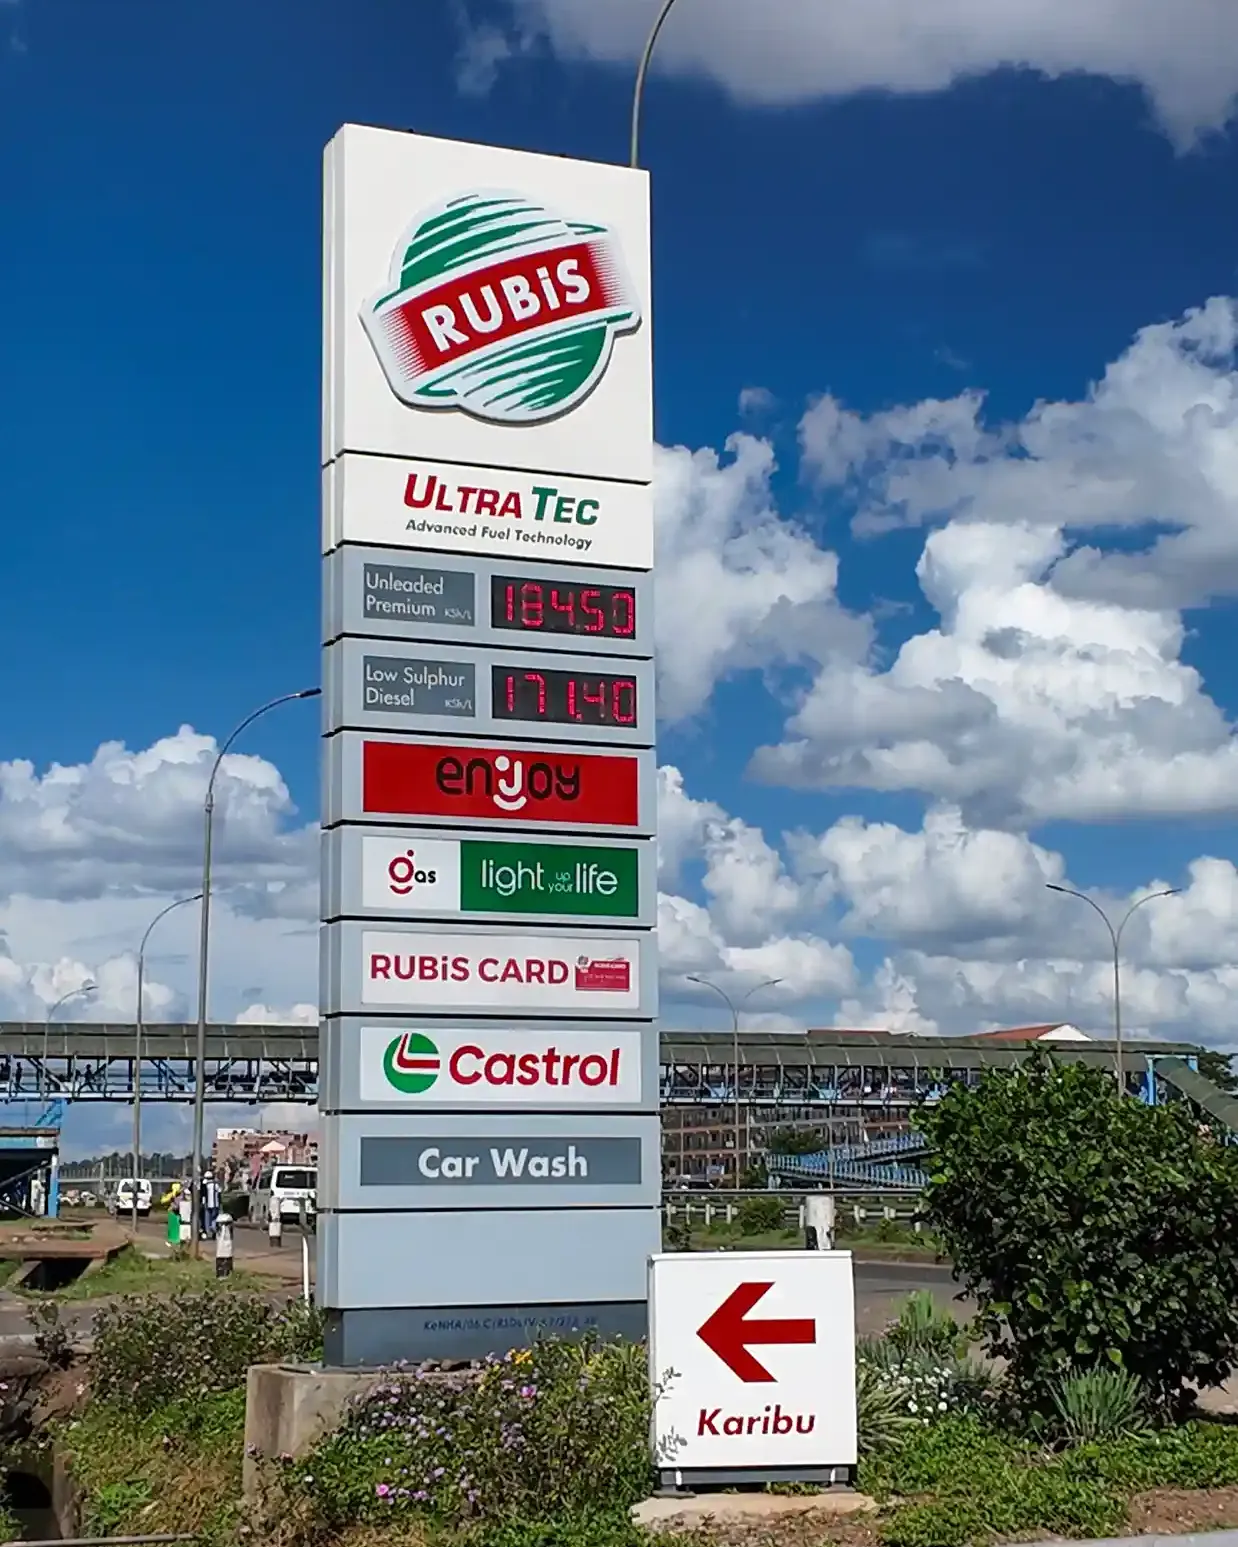 RUBiS
ULTRA TEC
Advanced Fuel Technology
Unleaded
Premium KSh/L
184.50
Low Sulphur
Diesel KSh/L
171.40
enjoy
gas
light up your life
RUBiS CARD
Castrol
Car Wash
Karibu